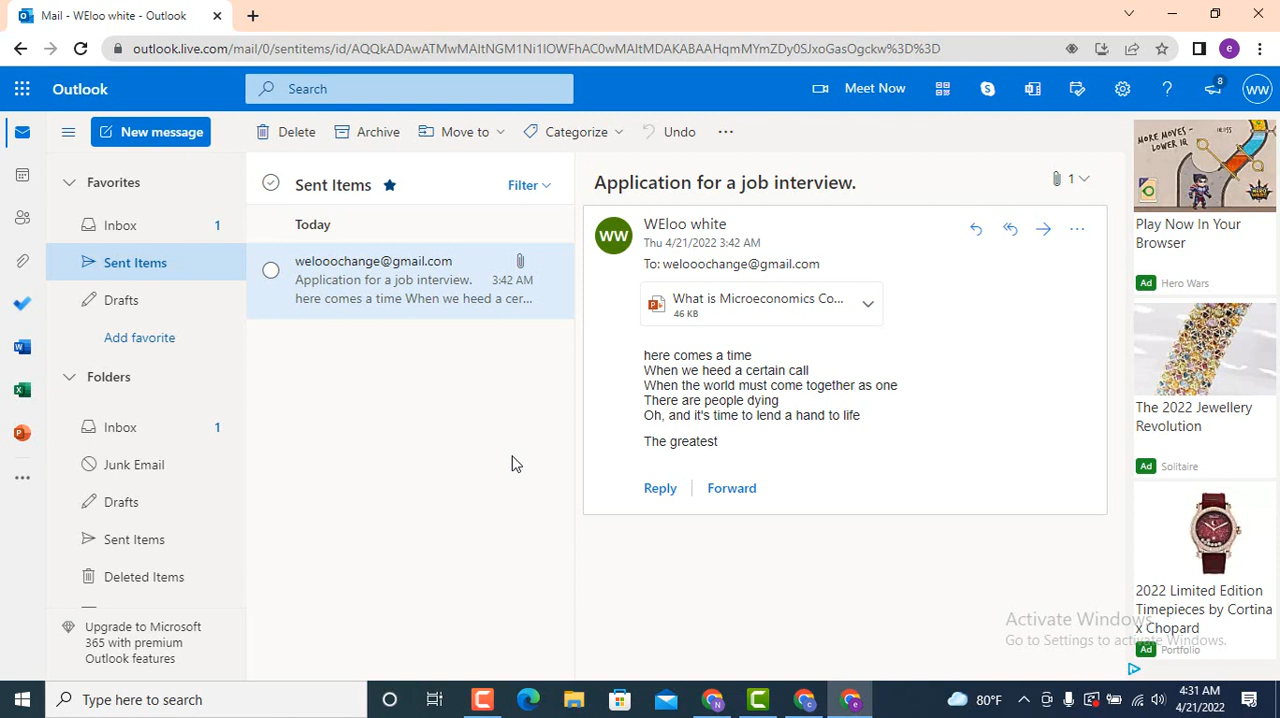 Mail - WEloo white - Outlook
outlook.live.com/mail/0/sentitems/id/AQQkADAwATMwMAItNGM1Ni1lOWFhAC0wMAItMDAKABAAHqmMYmZDy0SJxoGasOgckw%3D%3D
e
Outlook
Search
Meet Now
8
WW
New message
Delete
Archive
Move to
Categorize
Undo
Favorites
Inbox 1
Sent Items
Drafts
Add favorite
Folders
Inbox 1
Junk Email
Drafts
Sent Items
Deleted Items
Upgrade to Microsoft
365 with premium
Outlook features
Sent Items
Filter
Today
welooochange@gmail.com
Application for a job interview. 3:42 AM
here comes a time When we heed a cer...
Application for a job interview.
1
WW
WEloo white
Thu 4/21/2022 3:42 AM
To: welooochange@gmail.com
What is Microeconomics Co...
46 KB
here comes a time
When we heed a certain call
When the world must come together as one
There are people dying
Oh, and it's time to lend a hand to life
The greatest
Reply
Forward
MORE MOVES -
LOWER IQ
Play Now In Your
Browser
Ad Hero Wars
The 2022 Jewellery
Revolution
Ad Solitaire
2022 Limited Edition
Timepieces by Cortina
x Chopard
Ad Portfolio
Activate Windows
Go to Settings to activate Windows.
Type here to search
80°F
4:31 AM
4/21/2022